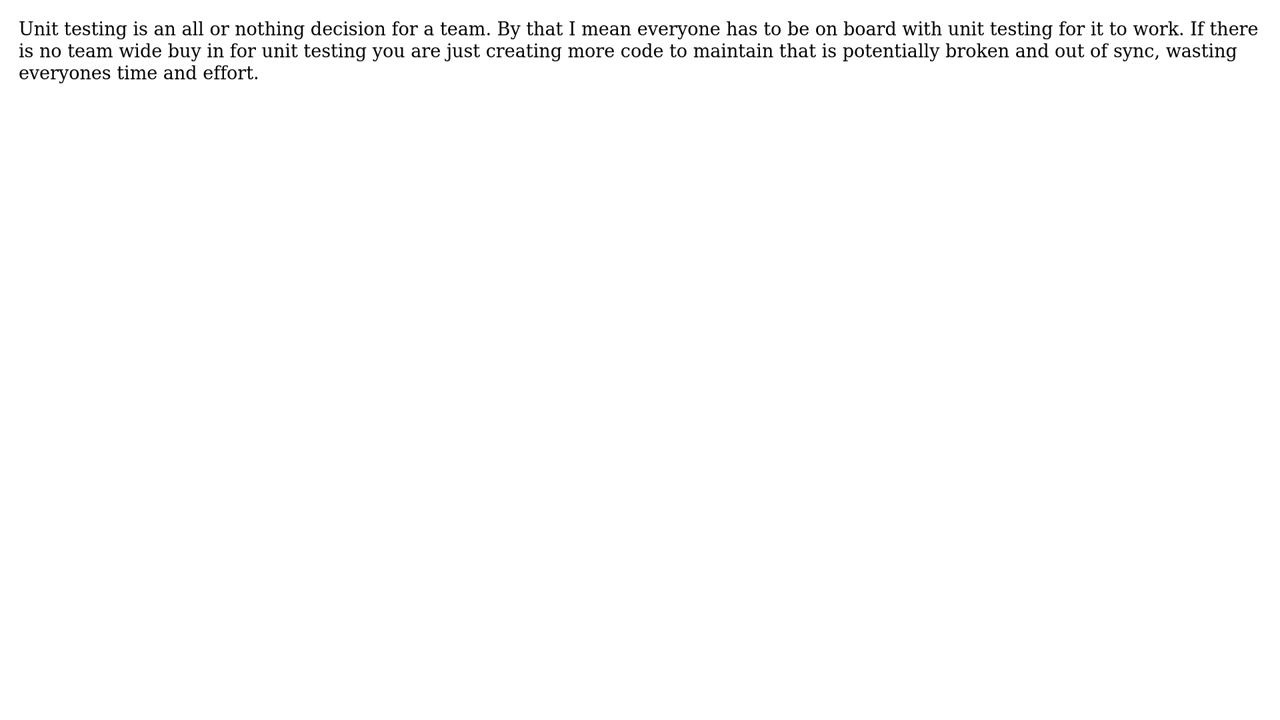 Unit testing is an all or nothing decision for a team. By that I mean everyone has to be on board with unit testing for it to work. If there
is no team wide buy in for unit testing you are just creating more code to maintain that is potentially broken and out of sync, wasting
everyones time and effort.